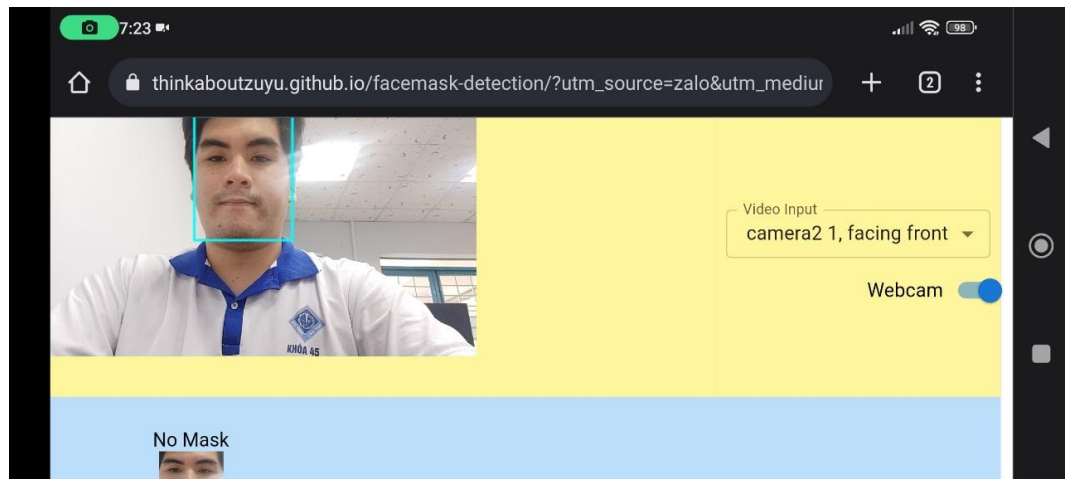 7:23
98
thinkaboutzuyu.github.io/facemask-detection/?utm_source=zalo&utm_mediur
2
Video Input
camera2 1, facing front
Webcam
KHÓA 45
No Mask